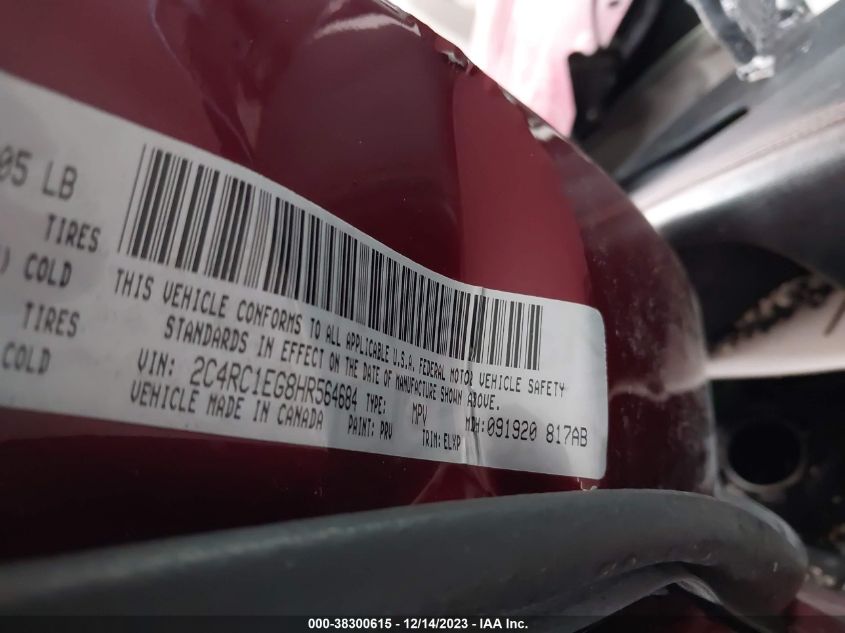 05 LB
TIRES
) COLD
TIRES
COLD
THIS VEHICLE CONFORMS TO ALL APPLICABLE U.S.A. FEDERAL MOTOR VEHICLE SAFETY
STANDARDS IN EFFECT ON THE DATE OF MANUFACTURE SHOWN ABOVE.
VIN: 2C4RC1EG8HR564684 TYPE: MPV MDH:091920 817AB
VEHICLE MADE IN CANADA PAINT: PRV TRIM:ELXP
000-38300615 - 12/14/2023 - IAA Inc.